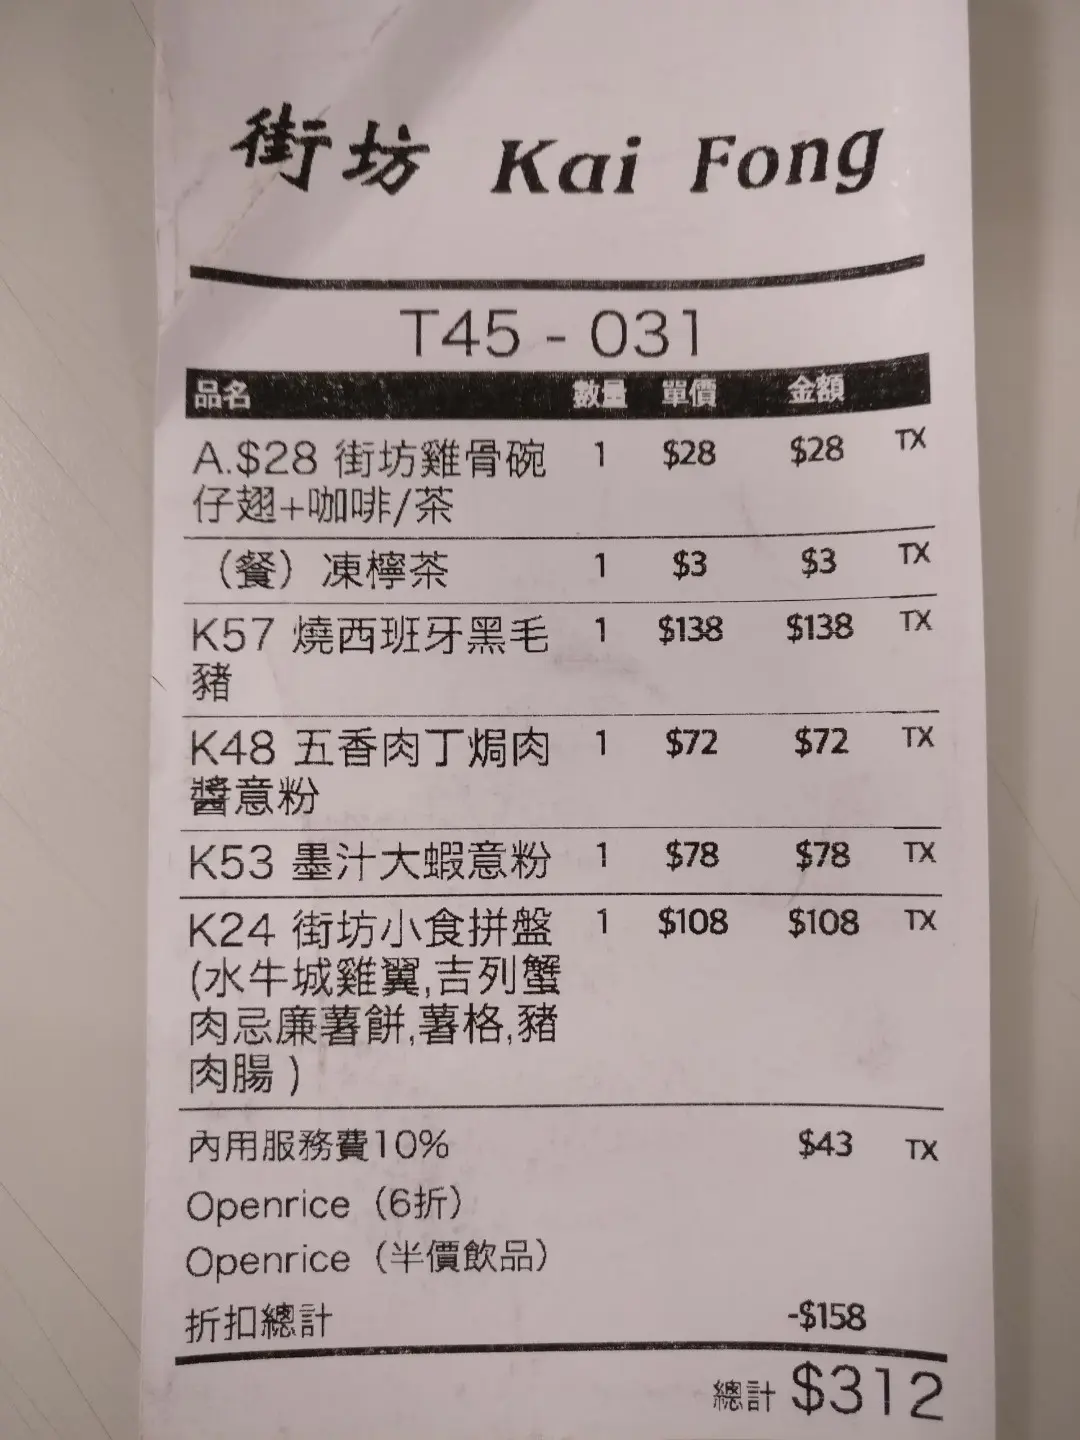 街坊 Kai Fong
T45 - 031
品名 數量 單價 金額
A.$28 街坊雞骨碗 1 $28 $28 TX
仔翅+咖啡/茶
（餐）凍檸茶 1 $3 $3 TX
K57 燒西班牙黑毛 1 $138 $138 TX
豬
K48 五香肉丁焗肉 1 $72 $72 TX
醬意粉
K53 墨汁大蝦意粉 1 $78 $78 TX
K24 街坊小食拼盤 1 $108 $108 TX
(水牛城雞翼,吉列蟹
肉忌廉薯餅,薯格,豬
肉腸 )
內用服務費10% $43 TX
Openrice（6折）
Openrice（半價飲品）
折扣總計 -$158
總計 $312